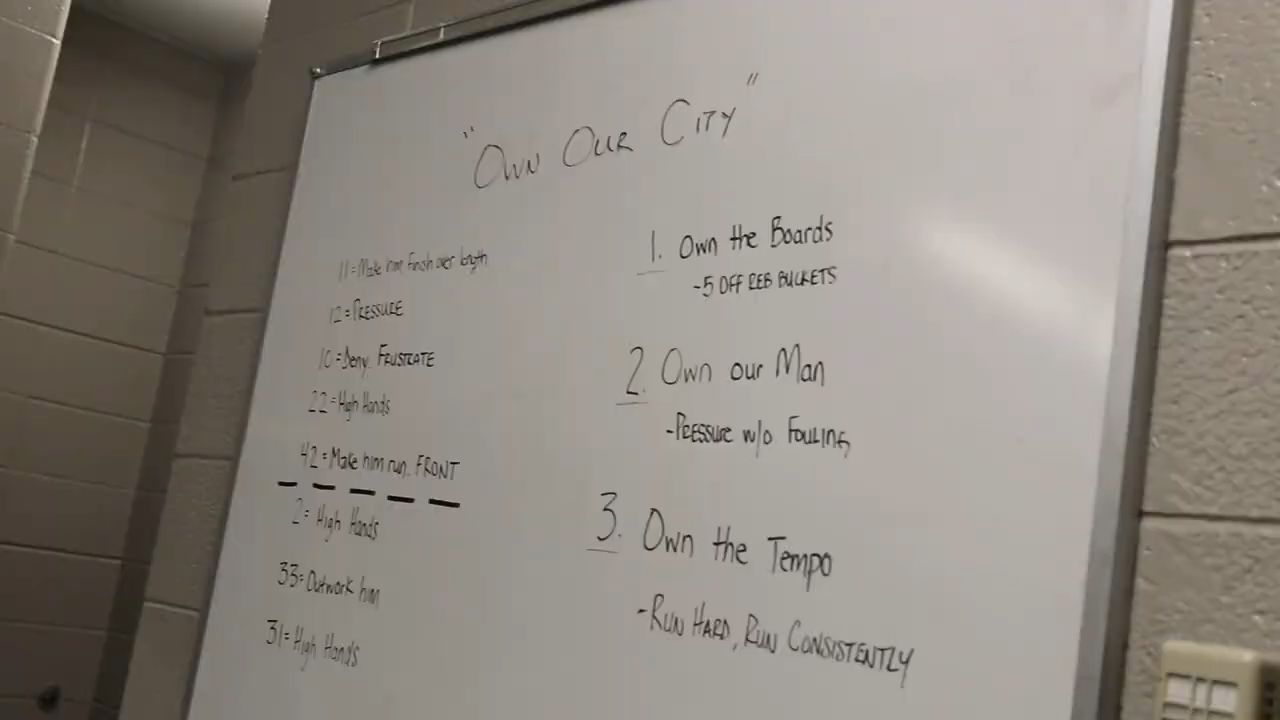 "OWN OUR CITY"
11=Make him finish over length
12=PRESSURE
10=Deny. FRUSTRATE
22=High Hands
42=Make him run. FRONT
2= High Hands
33=Outwork him
31=High Hands
1. Own the Boards
-5 OFF REB BUCKETS
2. Own our Man
-PRESSURE w/o FOULING
3. Own the Tempo
-RUN HARD, RUN CONSISTENTLY